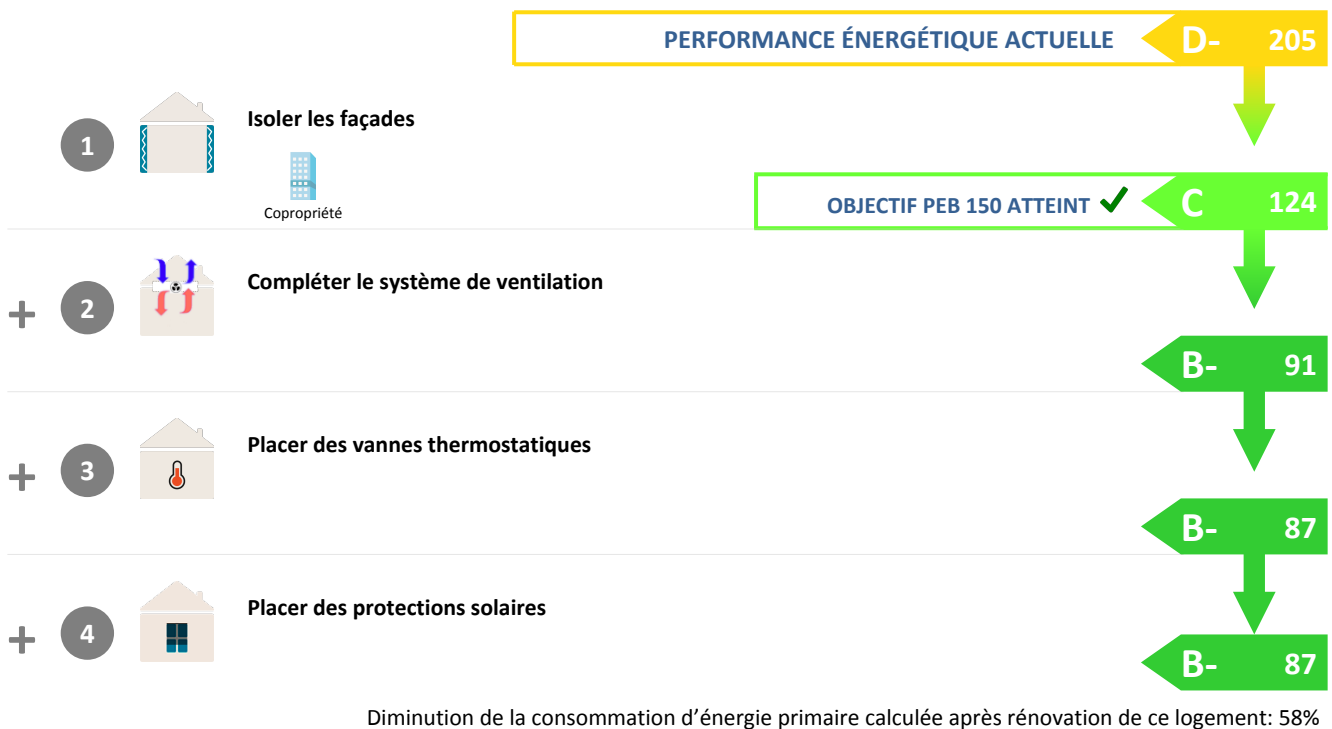 PERFORMANCE ÉNERGÉTIQUE ACTUELLE D- 205
1 Isoler les façades
Copropriété
OBJECTIF PEB 150 ATTEINT ✓ C 124
+ 2 Compléter le système de ventilation
B- 91
+ 3 Placer des vannes thermostatiques
B- 87
+ 4 Placer des protections solaires
B- 87
Diminution de la consommation d’énergie primaire calculée après rénovation de ce logement: 58%